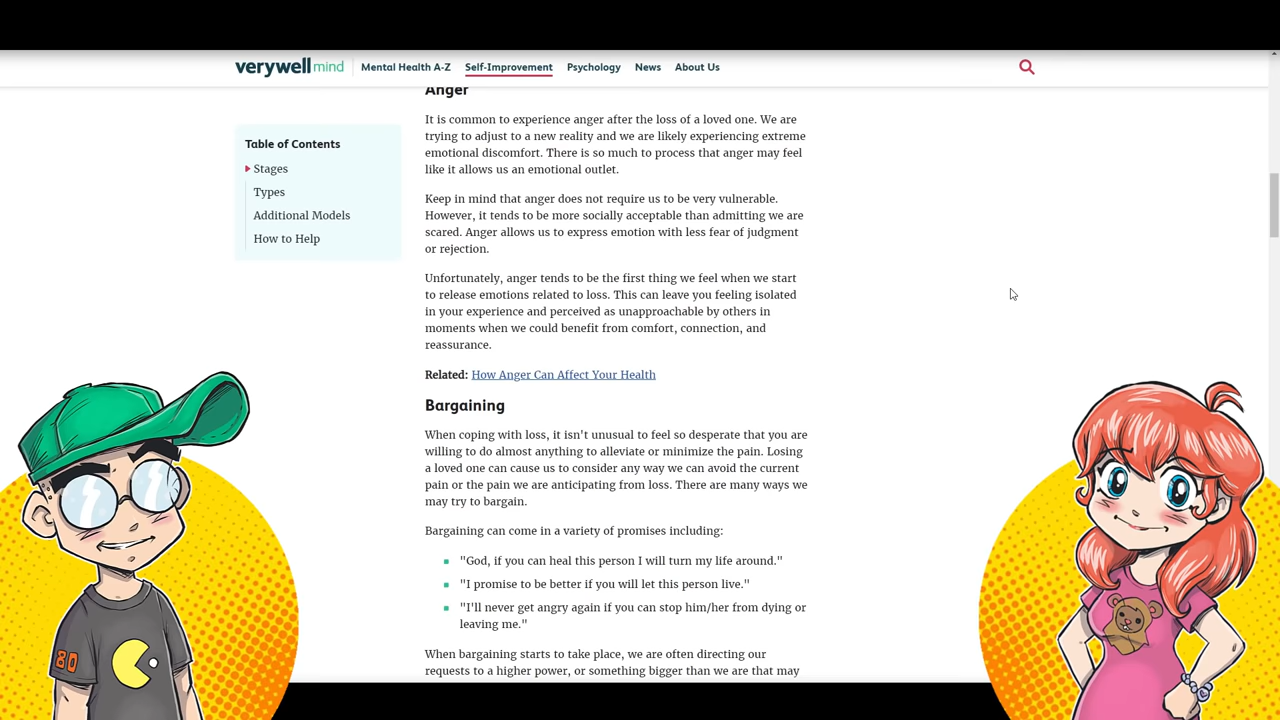 verywell mind
Mental Health A-Z
Self-Improvement
Psychology
News
About Us
Table of Contents
Stages
Types
Additional Models
How to Help
Anger
It is common to experience anger after the loss of a loved one. We are
trying to adjust to a new reality and we are likely experiencing extreme
emotional discomfort. There is so much to process that anger may feel
like it allows us an emotional outlet.
Keep in mind that anger does not require us to be very vulnerable.
However, it tends to be more socially acceptable than admitting we are
scared. Anger allows us to express emotion with less fear of judgment
or rejection.
Unfortunately, anger tends to be the first thing we feel when we start
to release emotions related to loss. This can leave you feeling isolated
in your experience and perceived as unapproachable by others in
moments when we could benefit from comfort, connection, and
reassurance.
Related: How Anger Can Affect Your Health
Bargaining
When coping with loss, it isn't unusual to feel so desperate that you are
willing to do almost anything to alleviate or minimize the pain. Losing
a loved one can cause us to consider any way we can avoid the current
pain or the pain we are anticipating from loss. There are many ways we
may try to bargain.
Bargaining can come in a variety of promises including:
"God, if you can heal this person I will turn my life around."
"I promise to be better if you will let this person live."
"I'll never get angry again if you can stop him/her from dying or
leaving me."
When bargaining starts to take place, we are often directing our
requests to a higher power, or something bigger than we are that may
80